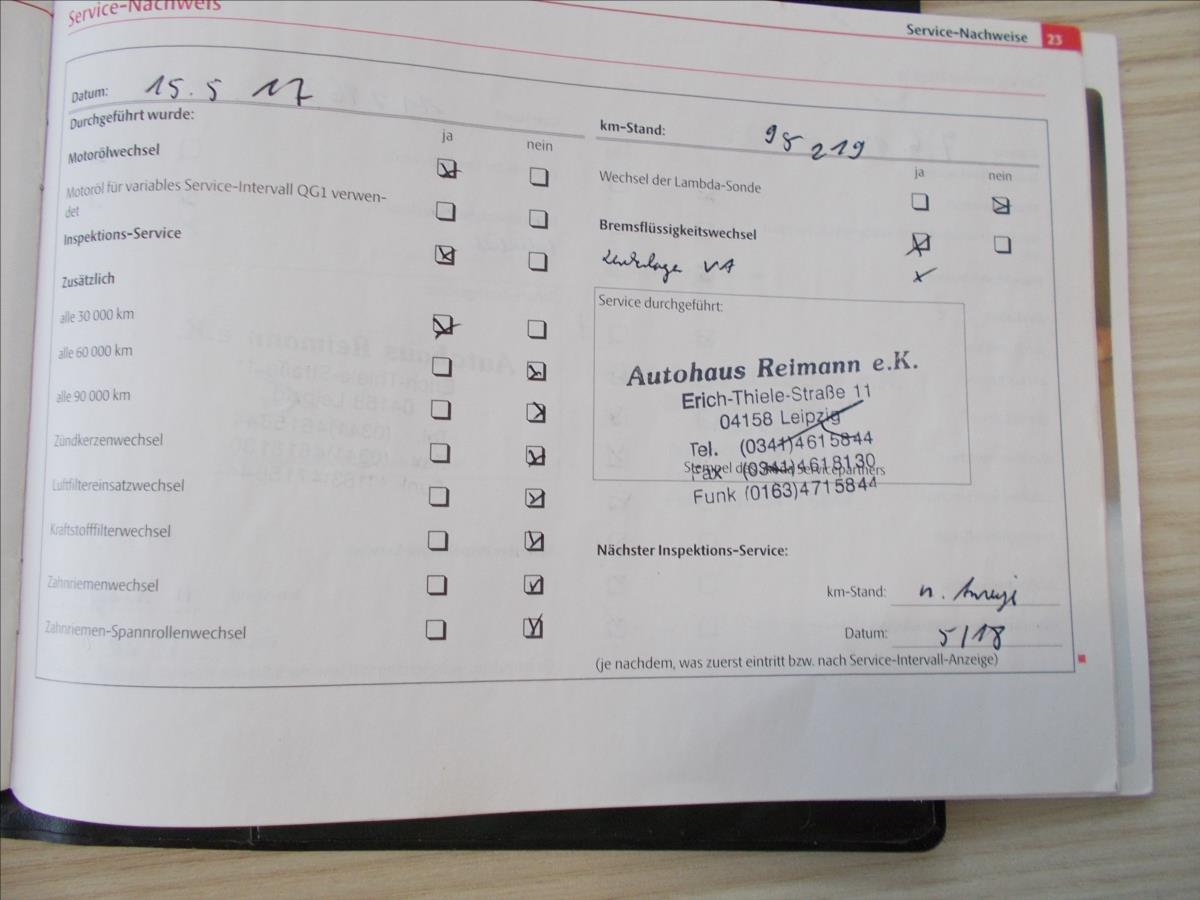 Service-Nachweis
Service-Nachweise 23
Datum: 15.5 17
Durchgeführt wurde:
ja nein
Motorölwechsel
Motoröl für variables Service-Intervall QG1 verwen-
det
Inspektions-Service
Zusätzlich
alle 30 000 km
alle 60 000 km
alle 90 000 km
Zündkerzenwechsel
Luftfiltereinsatzwechsel
Kraftstofffilterwechsel
Zahnriemenwechsel
Zahnriemen-Spannrollenwechsel
km-Stand: 95 219
ja nein
Wechsel der Lambda-Sonde
Bremsflüssigkeitswechsel
VA
Service durchgeführt:
Autohaus Reimann e.K.
Erich-Thiele-Straße 11
04158 Leipzig
Tel. (0341)4615844
Fax (0341)4618130
Stempel des Servicepartners
Funk (0163)4715844
Nächster Inspektions-Service:
km-Stand: n. Anzeige
Datum: 5/18
(je nachdem, was zuerst eintritt bzw. nach Service-Intervall-Anzeige)